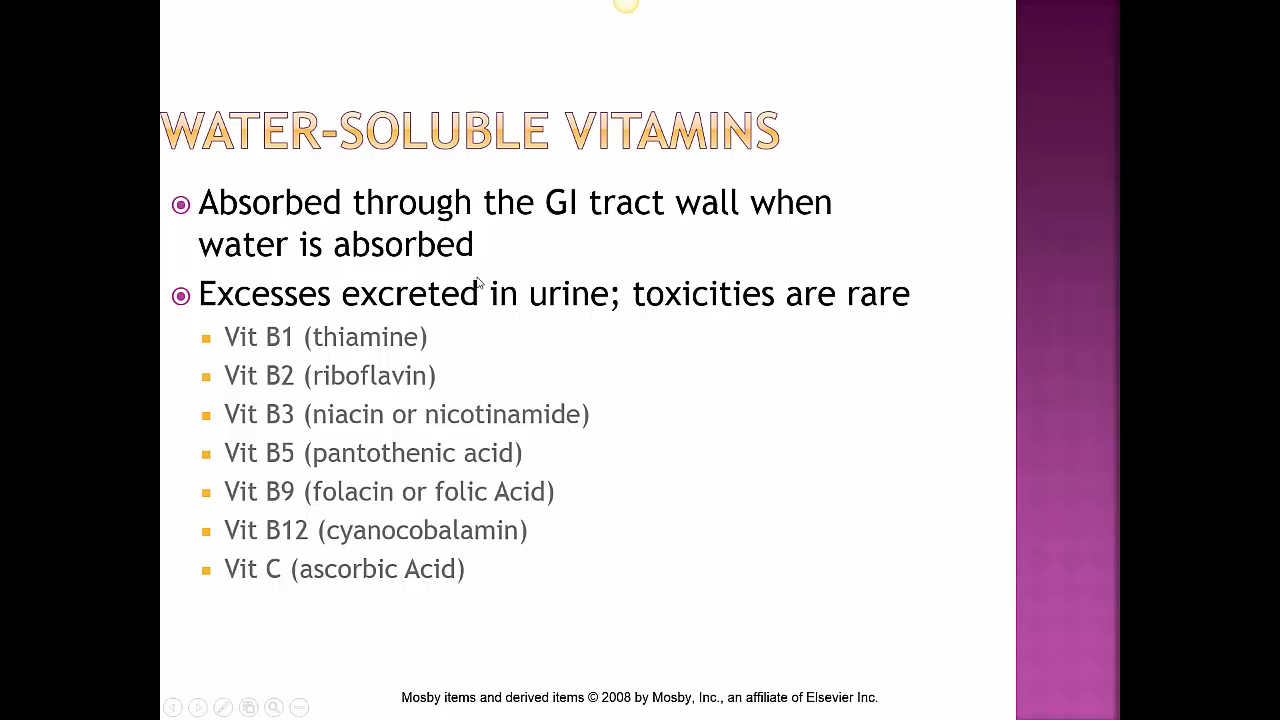 WATER-SOLUBLE VITAMINS
Absorbed through the GI tract wall when
water is absorbed
Excesses excreted in urine; toxicities are rare
Vit B1 (thiamine)
Vit B2 (riboflavin)
Vit B3 (niacin or nicotinamide)
Vit B5 (pantothenic acid)
Vit B9 (folacin or folic Acid)
Vit B12 (cyanocobalamin)
Vit C (ascorbic Acid)
Mosby items and derived items © 2008 by Mosby, Inc., an affiliate of Elsevier Inc.